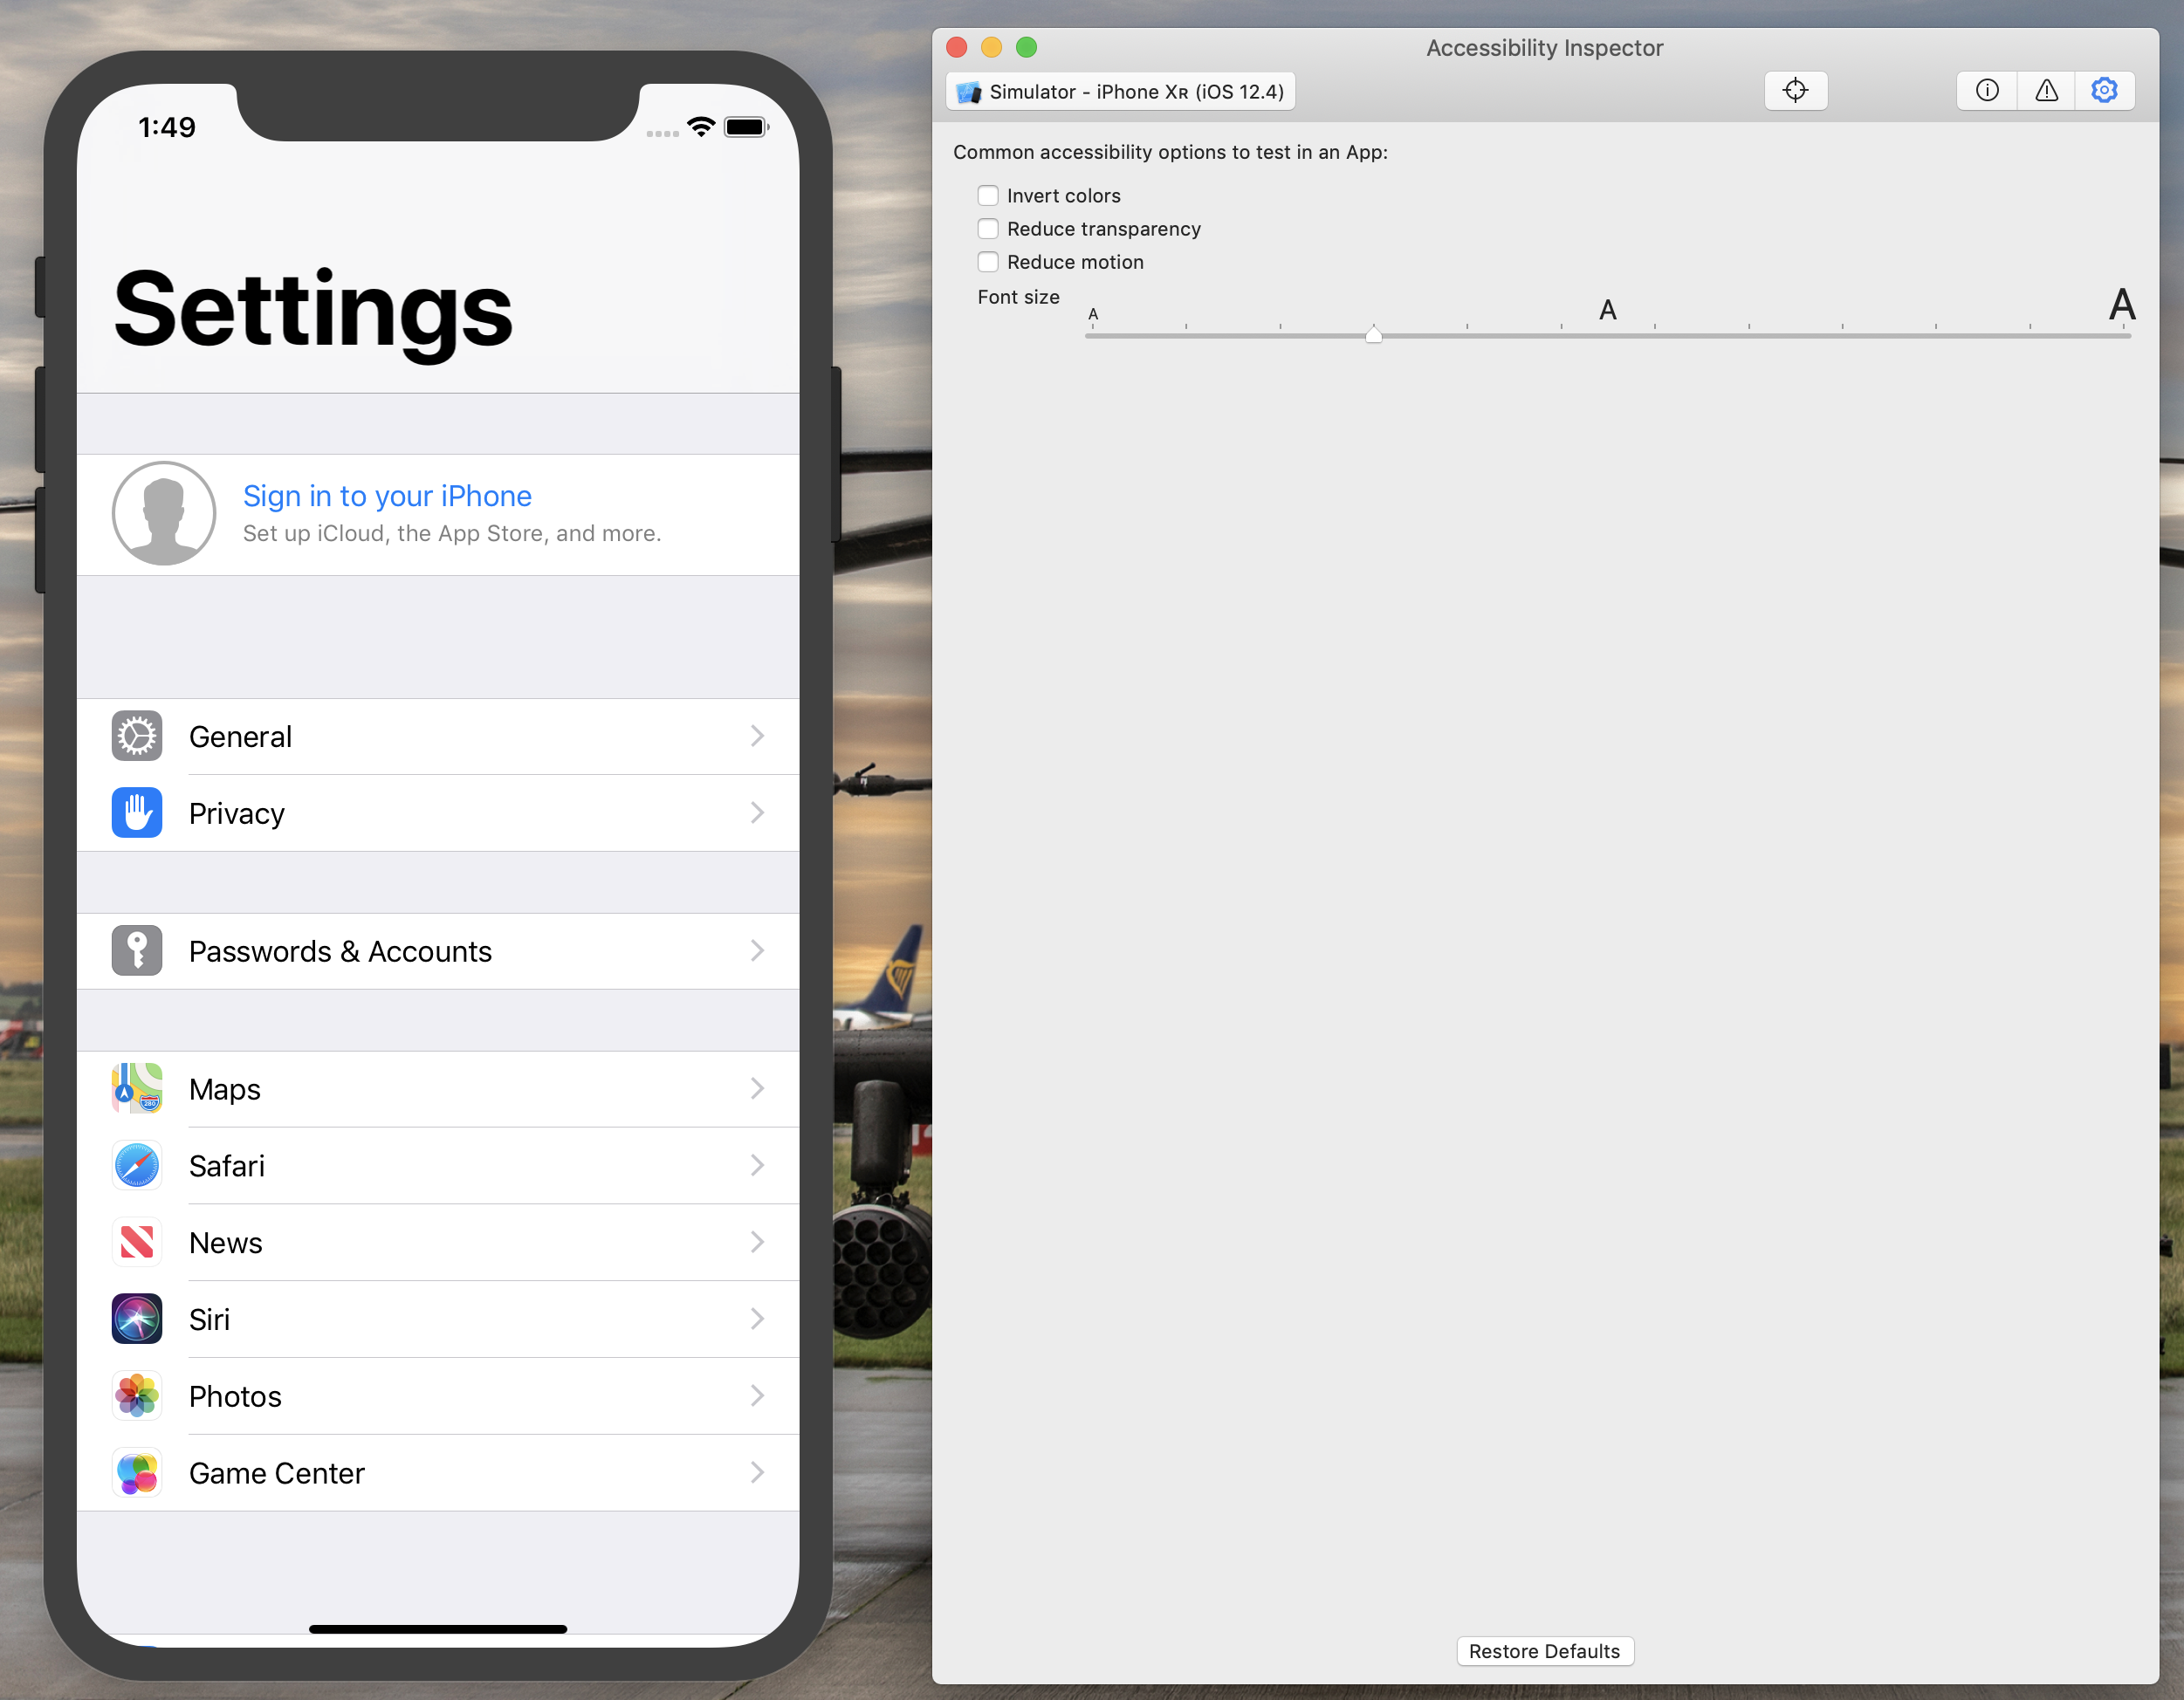 1:49
Settings
Sign in to your iPhone
Set up iCloud, the App Store, and more.
General
Privacy
Passwords & Accounts
Maps
Safari
News
Siri
Photos
Game Center
Accessibility Inspector
Simulator - iPhone Xʀ (iOS 12.4)
Common accessibility options to test in an App:
Invert colors
Reduce transparency
Reduce motion
Font size
A A A
Restore Defaults